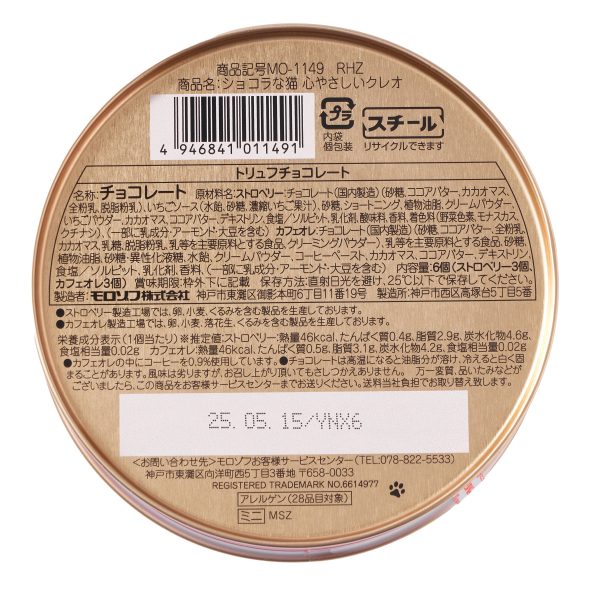 商品記号MO-1149 RHZ
商品名:ショコラな猫 心やさしいクレオ
4 946841 011491
プラ
内袋
個包装
スチール
リサイクルできます
トリュフチョコレート
名称:チョコレート 原材料名:ストロベリー:チョコレート(国内製造)(砂糖、ココアバター、カカオマス、
全粉乳、脱脂粉乳)、いちごソース(水飴、砂糖、濃縮いちご果汁)、砂糖、ショートニング、植物油脂、クリームパウダー、
いちごパウダー、カカオマス、ココアバター、デキストリン、食塩/ソルビット、乳化剤、酸味料、香料、着色料(野菜色素、モナスカス、
クチナシ)、(一部に乳成分・アーモンド・大豆を含む) カフェオレ:チョコレート(国内製造)(砂糖、ココアバター、全粉乳、
カカオマス、乳糖、脱脂粉乳、乳等を主要原料とする食品、クリーミングパウダー)、乳等を主要原料とする食品、砂糖、
植物油脂、砂糖・異性化液糖、水飴、クリームパウダー、コーヒーペースト、カカオマス、ココアバター、デキストリン、
食塩/ソルビット、乳化剤、香料、(一部に乳成分・アーモンド・大豆を含む) 内容量:6個(ストロベリー3個、
カフェオレ3個) 賞味期限:枠外下に記載 保存方法:直射日光を避け、25℃以下で保存してください。
製造者:モロゾフ株式会社 神戸市東灘区御影本町6丁目11番19号 製造所:神戸市西区高塚台5丁目5番
●ストロベリー製造工場では、卵、小麦、くるみを含む製品を生産しております。
●カフェオレ製造工場では、卵、小麦、落花生、くるみを含む製品を生産しております。
栄養成分表示(1個当たり)※推定値:ストロベリー:熱量46kcal、たんぱく質0.4g、脂質2.9g、炭水化物4.6g、
食塩相当量0.02g カフェオレ:熱量46kcal、たんぱく質0.5g、脂質3.1g、炭水化物4.2g、食塩相当量0.02g
●カフェオレの中にコーヒーを0.9%使用しています。●チョコレートは高温になると油脂分が溶け、冷えると白く固
まることがあります。風味は劣りますが、お召し上がり頂いてもさしつかえありません。 万一変質、品いたみなどが
ございましたら、この商品をお客様サービスセンターまでお送りください。送料当社負担でお取り替え致します。
25. 05. 15/YNX6
<お問い合わせ先>モロゾフお客様サービスセンター(TEL:078-822-5533)
神戸市東灘区向洋町西5丁目3番地 〒658-0033
REGISTERED TRADEMARK NO.6614977
アレルゲン(28品目対象)
ミニ MSZ